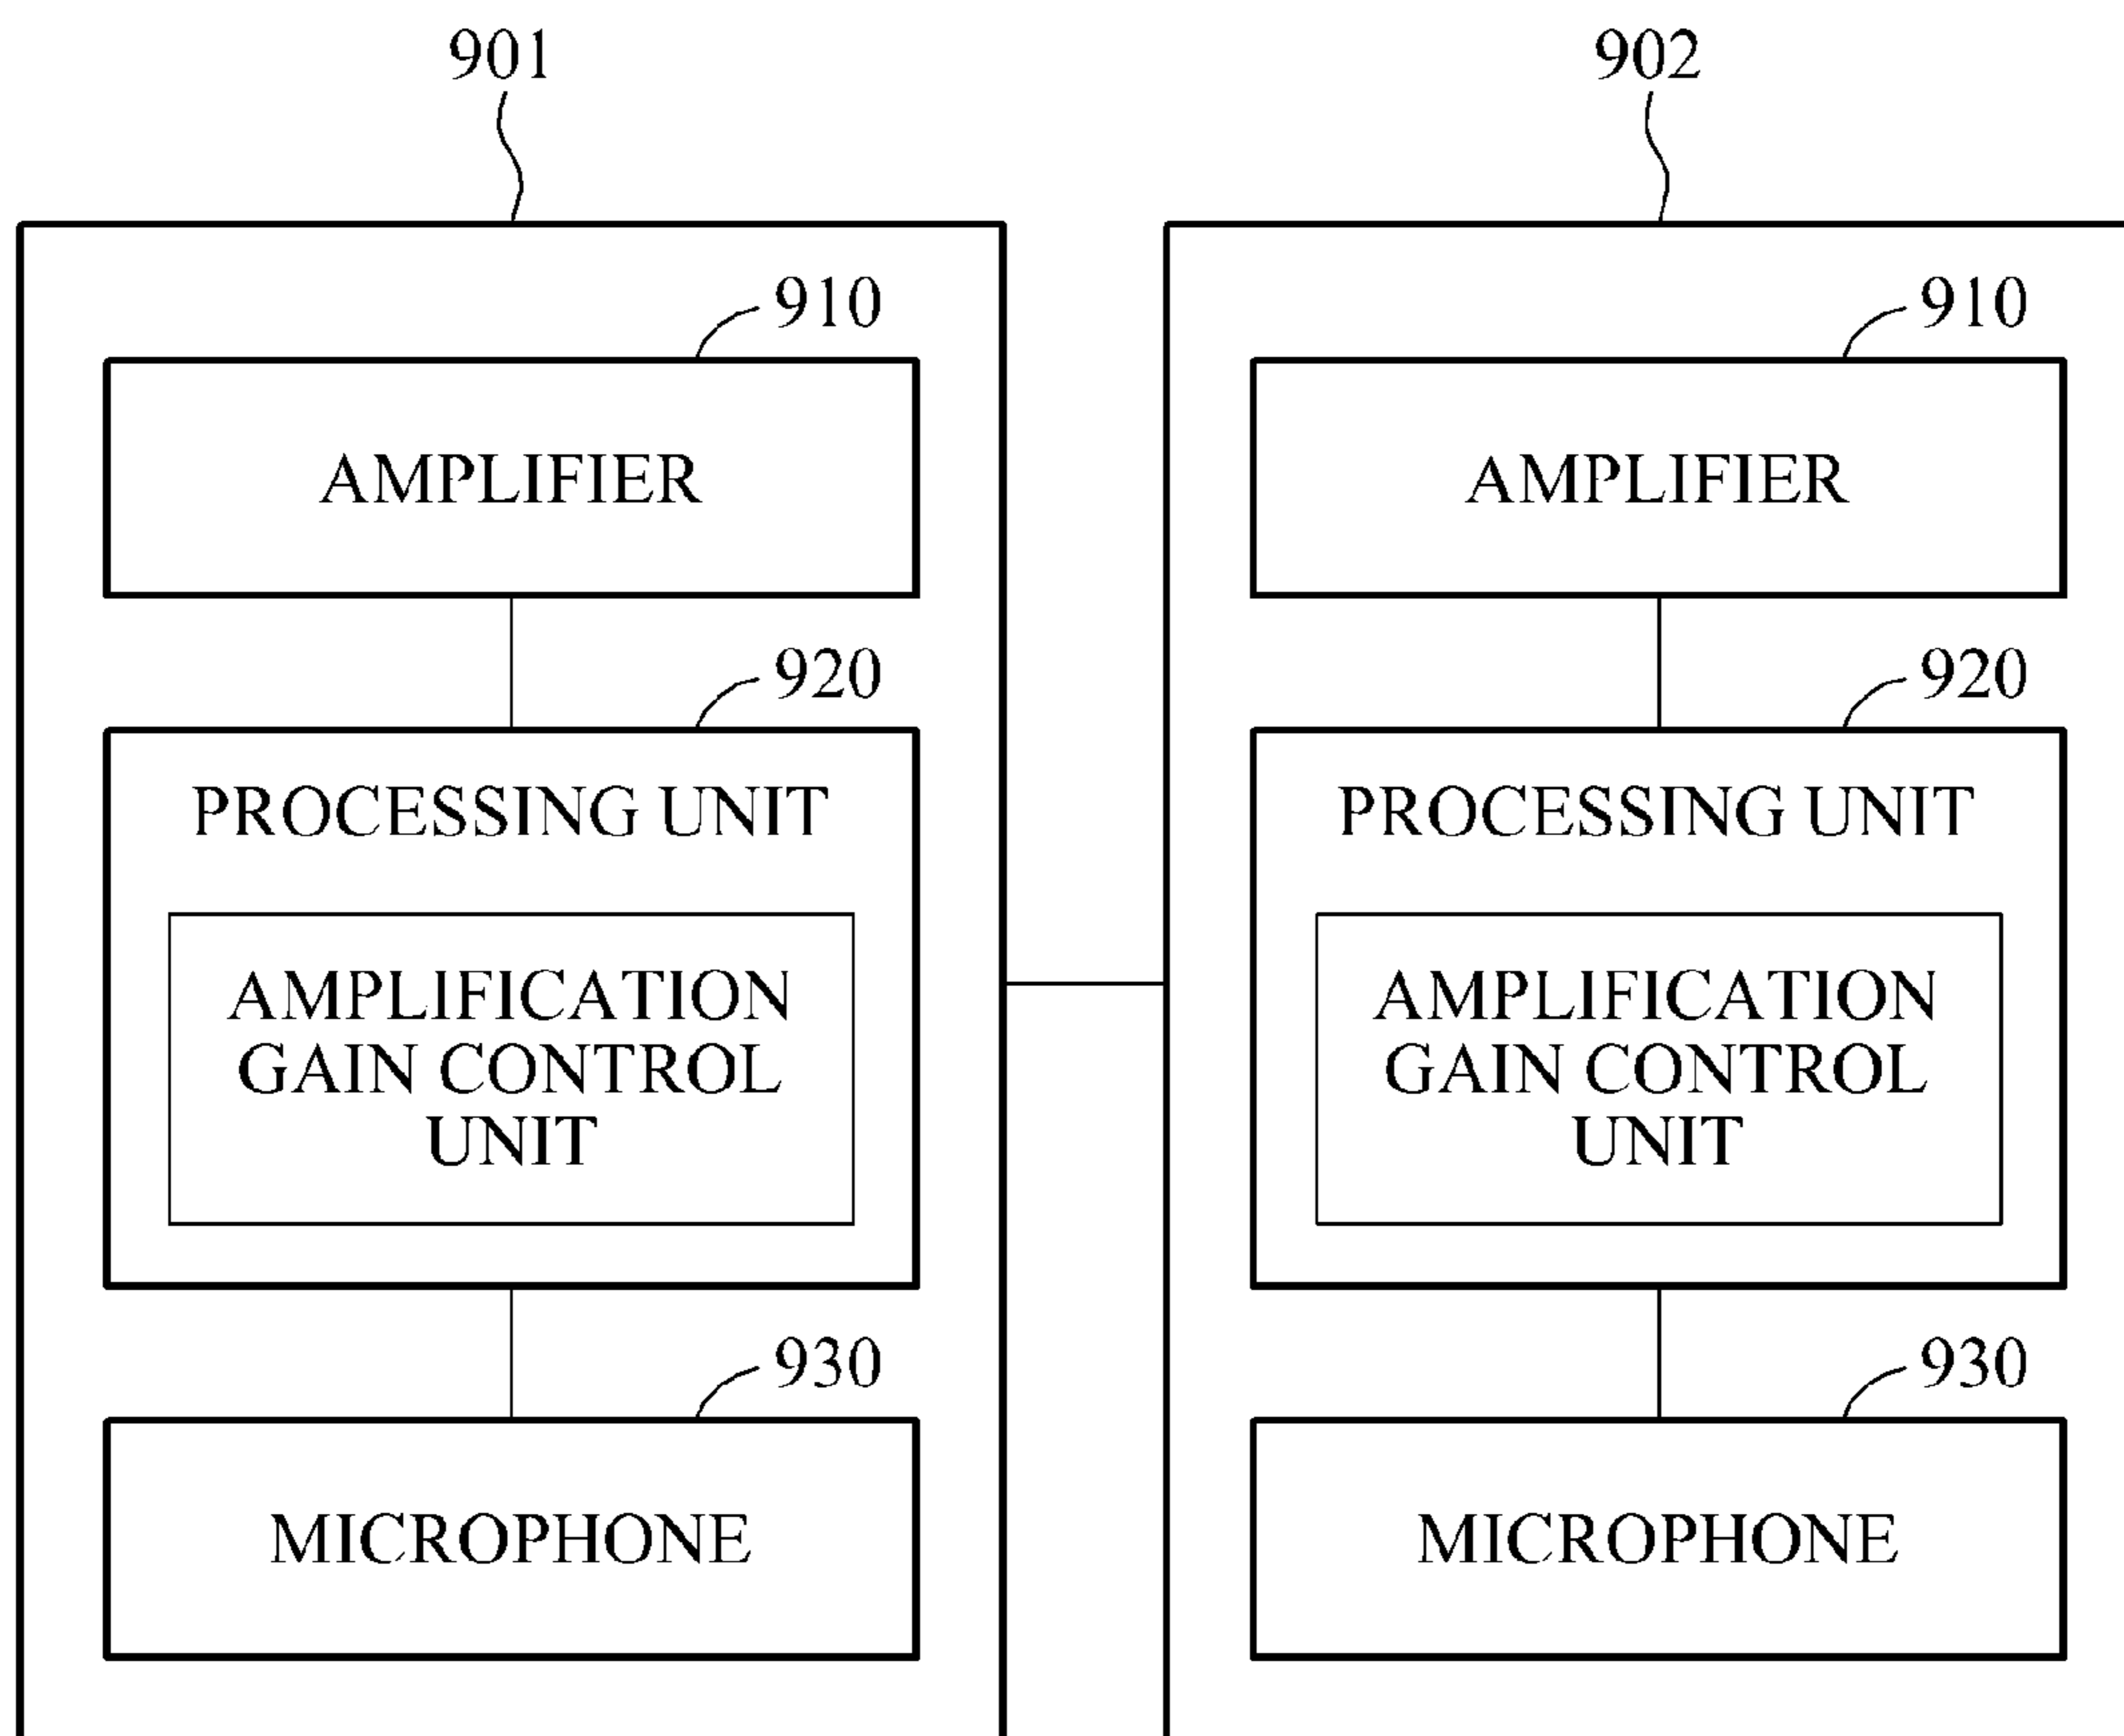 901
910
AMPLIFIER
920
PROCESSING UNIT
AMPLIFICATION
GAIN CONTROL
UNIT
930
MICROPHONE
902
910
AMPLIFIER
920
PROCESSING UNIT
AMPLIFICATION
GAIN CONTROL
UNIT
930
MICROPHONE